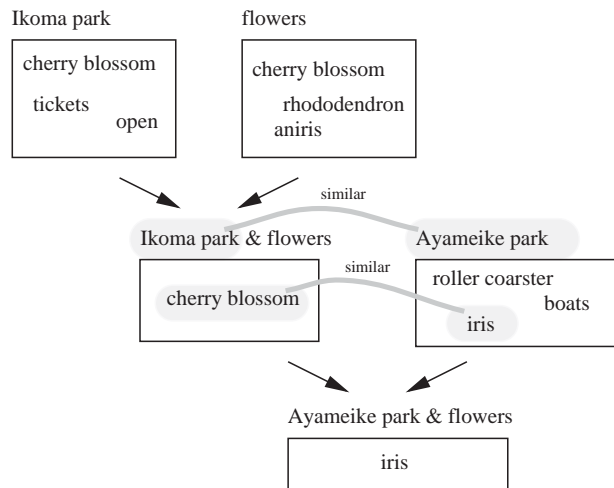 Ikoma park
flowers
cherry blossom
tickets
open
cherry blossom
rhododendron
aniris
similar
Ikoma park & flowers
Ayameike park
similar
cherry blossom
roller coarster
boats
iris
Ayameike park & flowers
iris